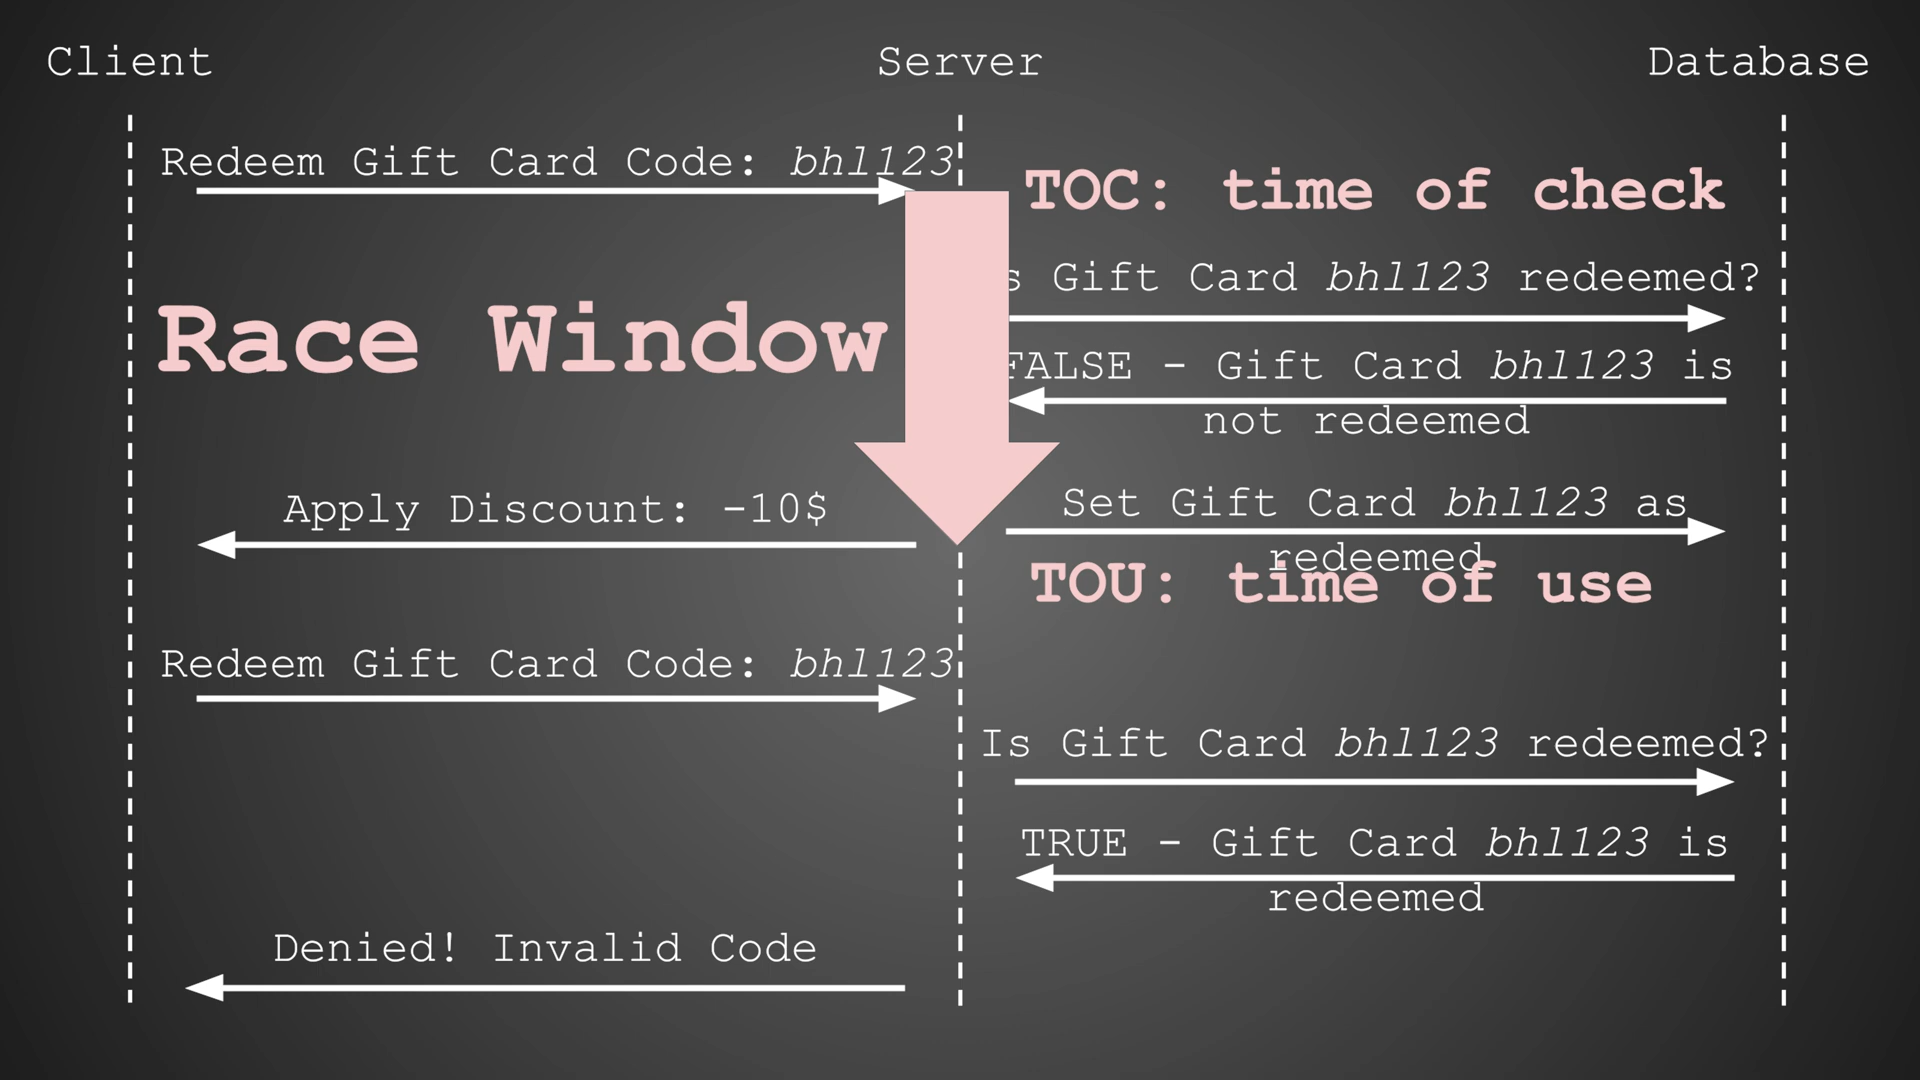 Client
Server
Database
Redeem Gift Card Code: bhl123
TOC: time of check
s Gift Card bhl123 redeemed?
Race Window
FALSE - Gift Card bhl123 is
not redeemed
Apply Discount: -10$
Set Gift Card bhl123 as
redeemed
TOU: time of use
Redeem Gift Card Code: bhl123
Is Gift Card bhl123 redeemed?
TRUE - Gift Card bhl123 is
redeemed
Denied! Invalid Code